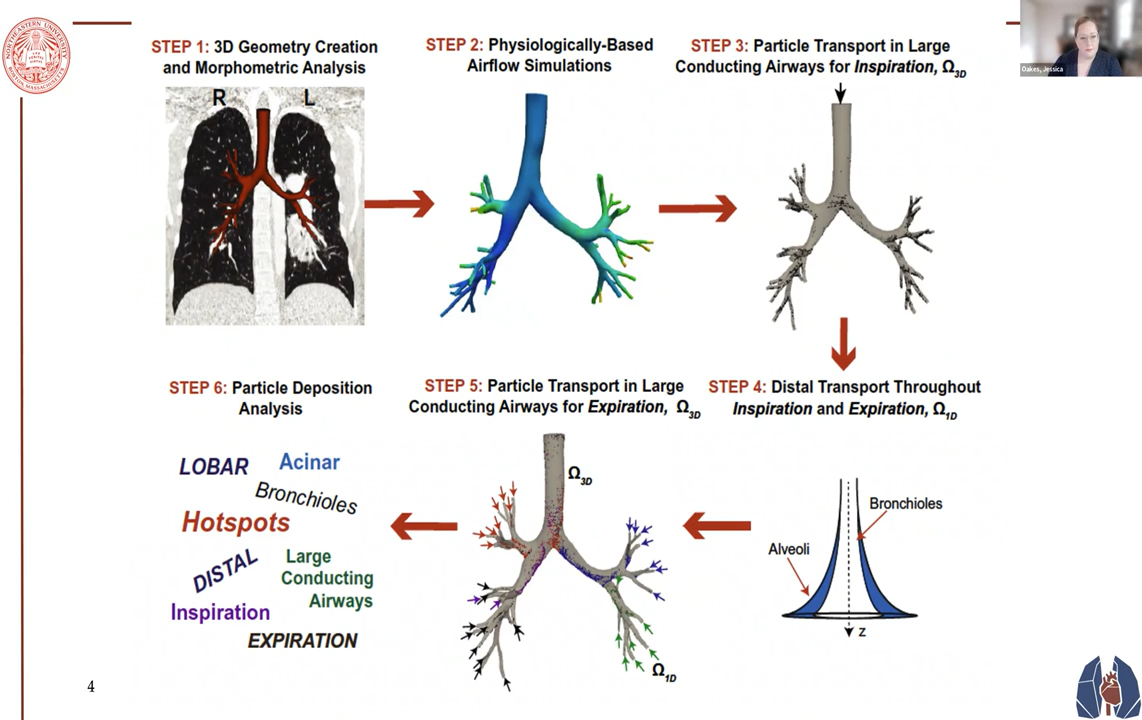 NORTHEASTERN UNIVERSITY
STEP 1: 3D Geometry Creation
and Morphometric Analysis
R L
STEP 2: Physiologically-Based
Airflow Simulations
STEP 3: Particle Transport in Large
Conducting Airways for Inspiration, Ω3D
Oakes, Jessica
STEP 6: Particle Deposition
Analysis
LOBAR
Acinar
Bronchioles
Hotspots
DISTAL
Large
Conducting
Airways
Inspiration
EXPIRATION
STEP 5: Particle Transport in Large
Conducting Airways for Expiration, Ω3D
Ω3D
Ω1D
STEP 4: Distal Transport Throughout
Inspiration and Expiration, Ω1D
Bronchioles
Alveoli
z
4